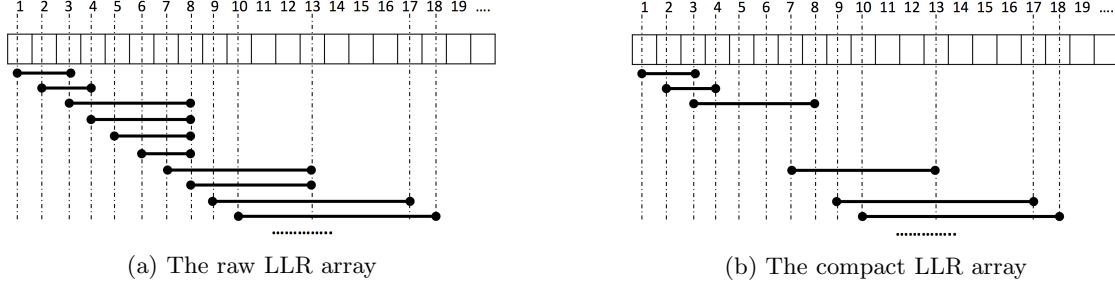 1 2 3 4 5 6 7 8 9 10 11 12 13 14 15 16 17 18 19 ....
1 2 3 4 5 6 7 8 9 10 11 12 13 14 15 16 17 18 19 ....
(a) The raw LLR array
(b) The compact LLR array